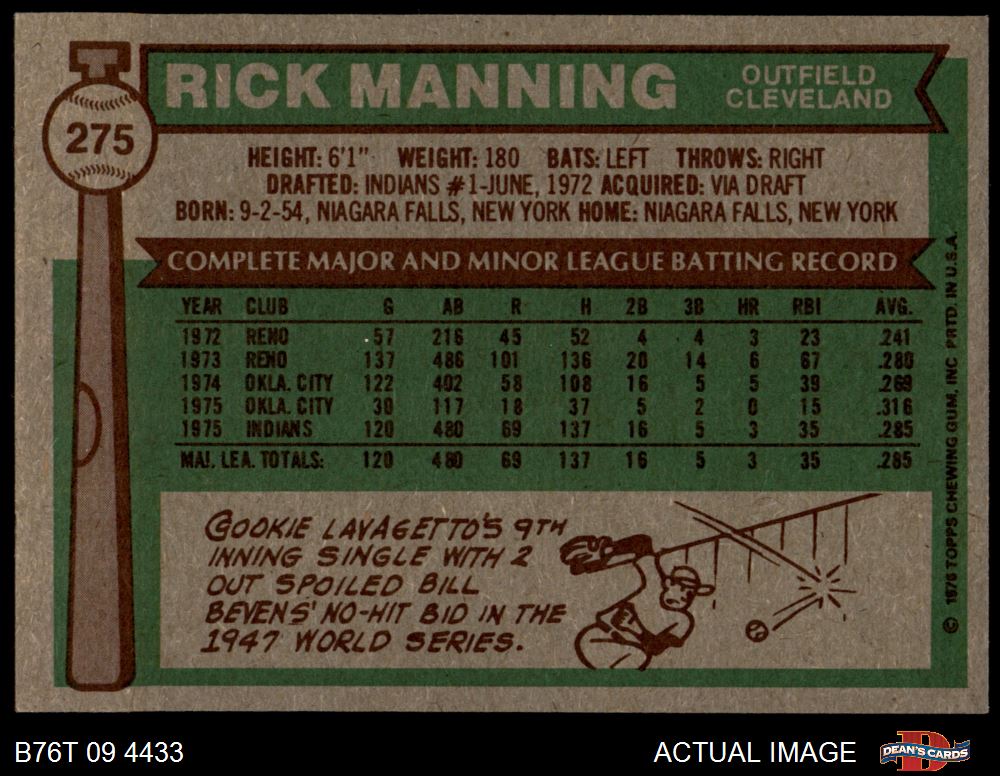 275
RICK MANNING
OUTFIELD
CLEVELAND
HEIGHT: 6'1" WEIGHT: 180 BATS: LEFT THROWS: RIGHT
DRAFTED: INDIANS #1-JUNE, 1972 ACQUIRED: VIA DRAFT
BORN: 9-2-54, NIAGARA FALLS, NEW YORK HOME: NIAGARA FALLS, NEW YORK
COMPLETE MAJOR AND MINOR LEAGUE BATTING RECORD
YEAR CLUB G AB R H 2B 3B HR RBI AVG.
1972 RENO 57 216 45 52 4 4 3 23 .241
1973 RENO 137 486 101 136 20 14 6 67 .280
1974 OKLA. CITY 122 402 58 108 16 5 5 39 .269
1975 OKLA. CITY 30 117 18 37 5 2 0 15 .316
1975 INDIANS 120 480 69 137 16 5 3 35 .285
MAJ. LEA. TOTALS: 120 480 69 137 16 5 3 35 .285
COOKIE LAVAGETTO'S 9TH
INNING SINGLE WITH 2
OUT SPOILED BILL
BEVENS' NO-HIT BID IN THE
1947 WORLD SERIES.
© 1976 TOPPS CHEWING GUM, INC PRTD. IN U.S.A.
B76T 09 4433
ACTUAL IMAGE
D
DEAN'S CARDS